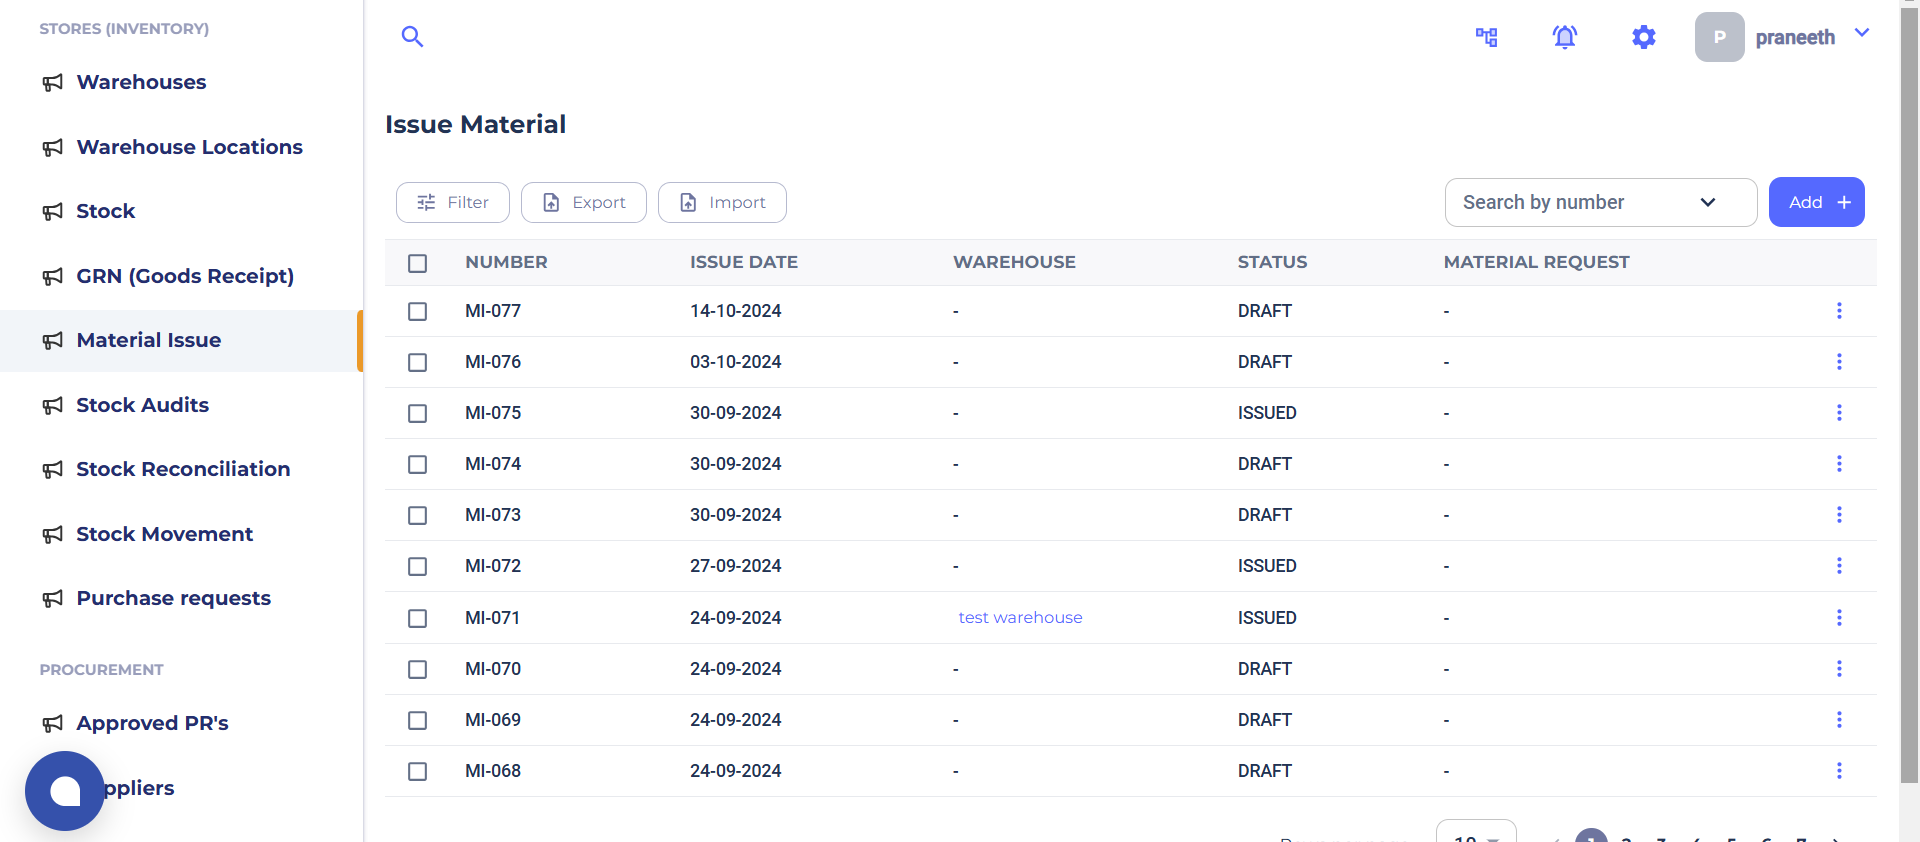 STORES (INVENTORY)
Warehouses
Warehouse Locations
Stock
GRN (Goods Receipt)
Material Issue
Stock Audits
Stock Reconciliation
Stock Movement
Purchase requests
PROCUREMENT
Approved PR's
ppliers
P praneeth
Issue Material
Filter Export Import Search by number Add +
NUMBER ISSUE DATE WAREHOUSE STATUS MATERIAL REQUEST
MI-077 14-10-2024 - DRAFT -
MI-076 03-10-2024 - DRAFT -
MI-075 30-09-2024 - ISSUED -
MI-074 30-09-2024 - DRAFT -
MI-073 30-09-2024 - DRAFT -
MI-072 27-09-2024 - ISSUED -
MI-071 24-09-2024 test warehouse ISSUED -
MI-070 24-09-2024 - DRAFT -
MI-069 24-09-2024 - DRAFT -
MI-068 24-09-2024 - DRAFT -